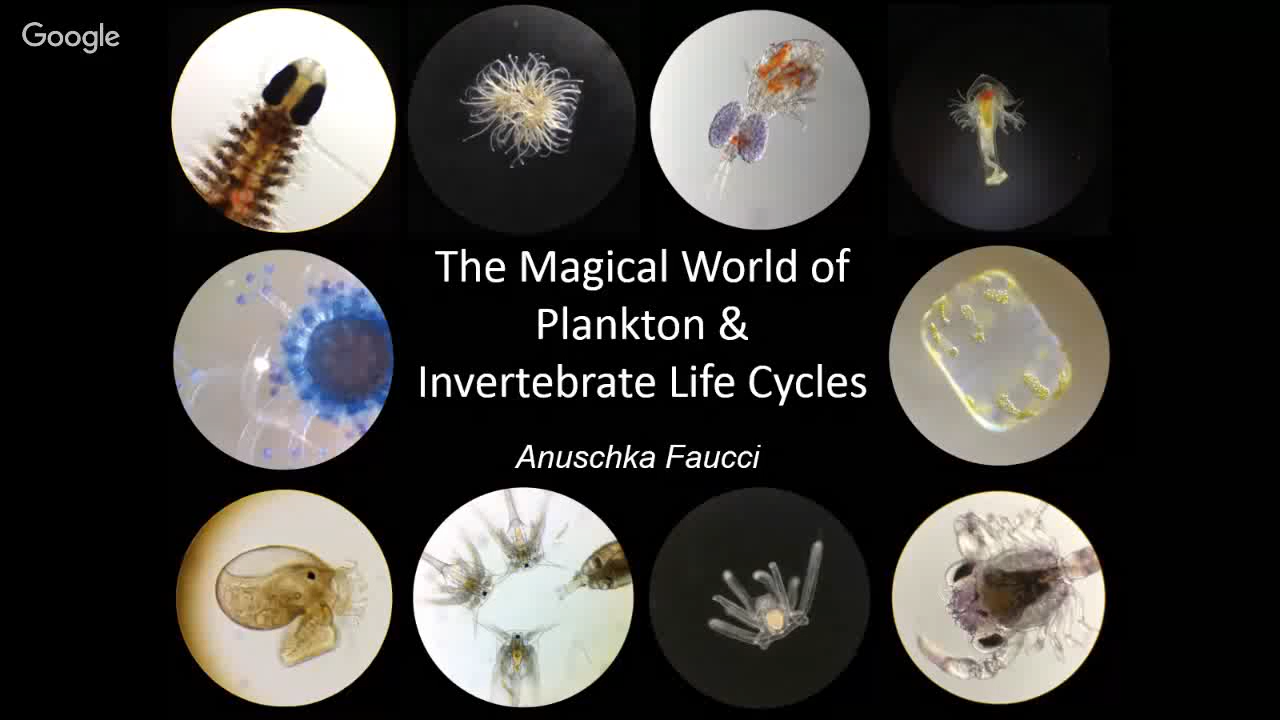 Google
The Magical World of
Plankton &
Invertebrate Life Cycles
Anuschka Faucci